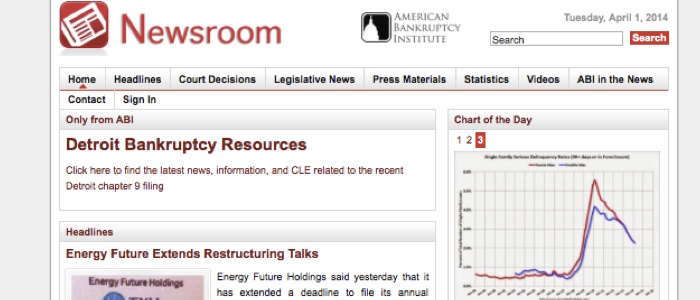 Newsroom
AMERICAN
BANKRUPTCY
INSTITUTE
Tuesday, April 1, 2014
Search
Search
Home Headlines Court Decisions Legislative News Press Materials Statistics Videos ABI in the News
Contact Sign In
Only from ABI
Detroit Bankruptcy Resources
Click here to find the latest news, information, and CLE related to the recent
Detroit chapter 9 filing
Headlines
Energy Future Extends Restructuring Talks
Energy Future Holdings
Energy Future Holdings said yesterday that it
has extended a deadline to file its annual
Chart of the Day
1 2 3
Single Family Serious Delinquency Rates (90+ days or in foreclosure)
Fannie Mae Freddie Mac